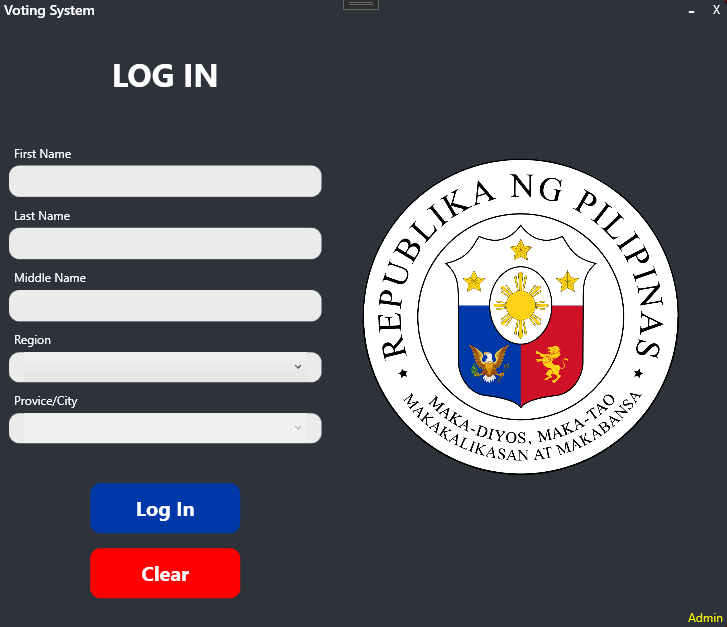 Voting System
X
LOG IN
First Name
Last Name
Middle Name
Region
Provice/City
Log In
Clear
REPUBLIKA NG PILIPINAS
MAKA-DIYOS, MAKA-TAO
MAKAKALIKASAN AT MAKABANSA
Admin